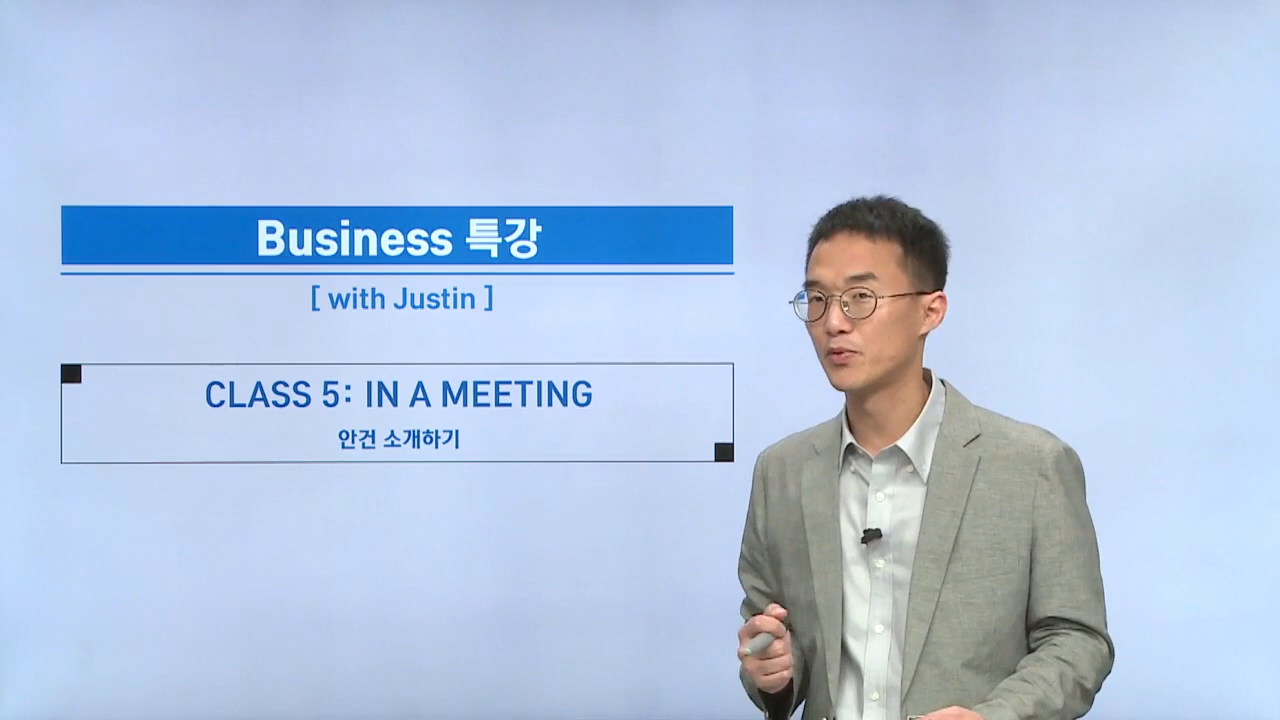 Business 특강
[ with Justin ]
CLASS 5: IN A MEETING
안건 소개하기